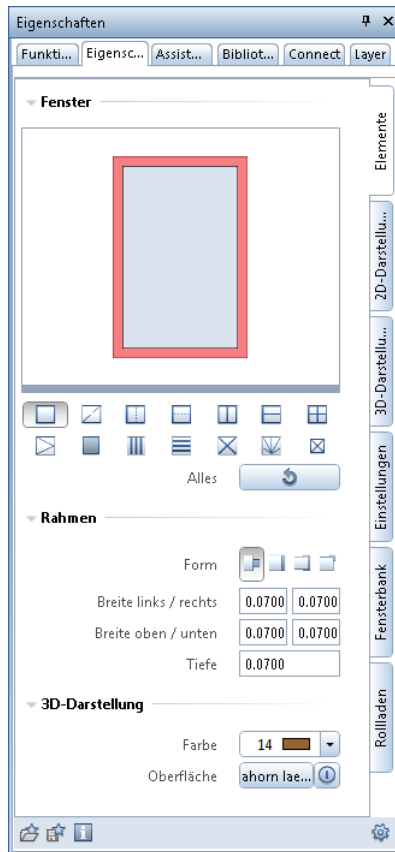 Eigenschaften
Funkti... Eigensc... Assist... Bibliot... Connect Layer
Fenster
Alles
Rahmen
Form
Breite links / rechts 0.0700 0.0700
Breite oben / unten 0.0700 0.0700
Tiefe 0.0700
3D-Darstellung
Farbe 14
Oberfläche ahorn lae...
Elemente
2D-Darstellu...
3D-Darstellu...
Einstellungen
Fensterbank
Rollladen